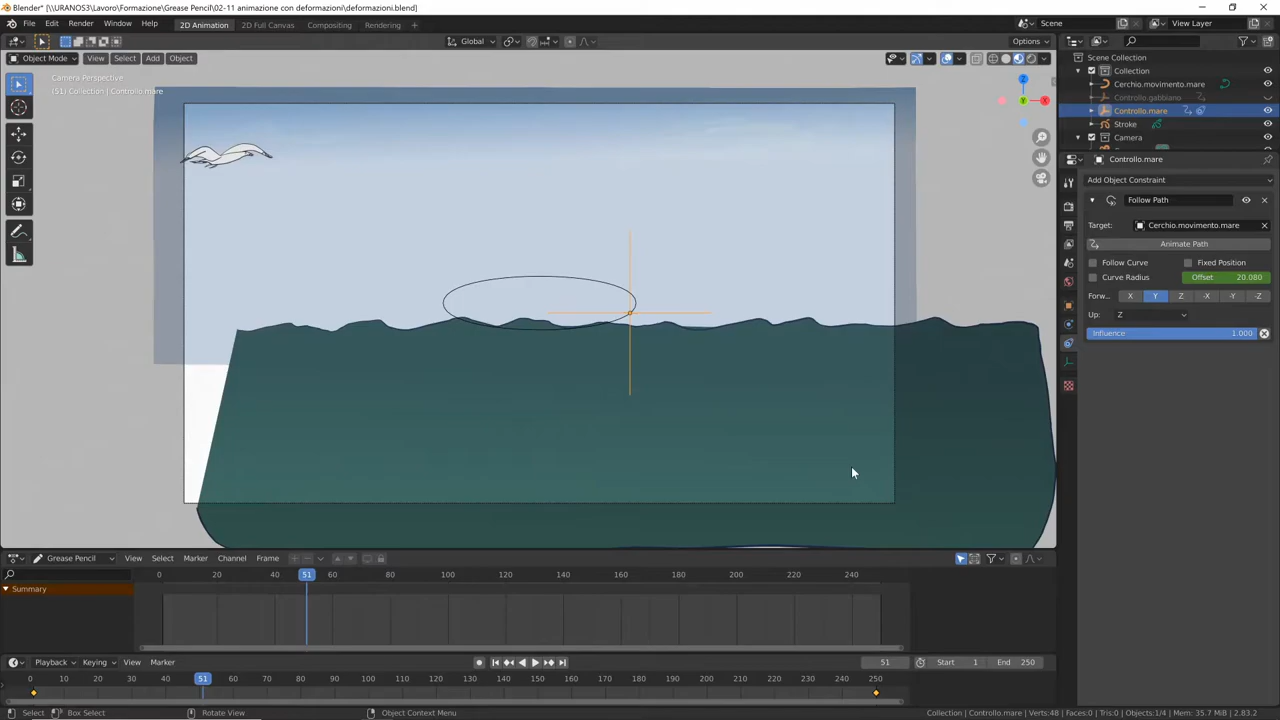 Blender* [\\URANOS3\Lavoro\Formazione\Grease Pencil\02-11 animazione con deformazioni\deformazioni.blend]
File Edit Render Window Help 2D Animation 2D Full Canvas Compositing Rendering Scene View Layer
Global Options
Object Mode View Select Add Object
Camera Perspective
(51) Collection | Controllo.mare
Z
Y
X
Scene Collection
Collection
Cerchio.movimento.mare
Controllo.gabbiano
Controllo.mare
Stroke
Camera
Controllo.mare
Add Object Constraint
Follow Path
Target: Cerchio.movimento.mare
Animate Path
Follow Curve Fixed Position
Curve Radius Offset 20.080
Forw.. X Y Z -X -Y -Z
Up: Z
Influence 1.000
Grease Pencil View Select Marker Channel Frame
0 20 40 51 60 80 100 120 140 160 180 200 220 240
Summary
Playback Keying View Marker 51 Start 1 End 250
0 10 20 30 40 51 60 70 80 90 100 110 120 130 140 150 160 170 180 190 200 210 220 230 240 250
Select Box Select Rotate View Object Context Menu Collection | Controllo.mare | Verts:48 | Faces:0 | Tris:0 | Objects:1/4 | Mem: 35.7 MiB | 2.83.2